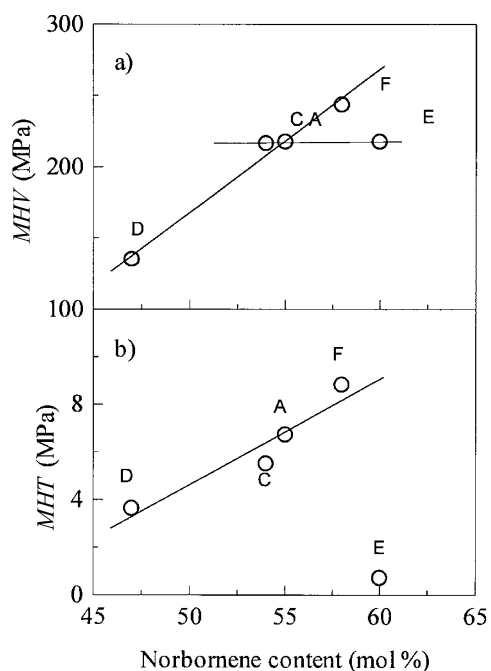 300
a)
F
C A
E
200
D
100
MHV (MPa)
b)
F
8
A
D
C
4
E
0
MHT (MPa)
45 50 55 60 65
Norbornene content (mol %)